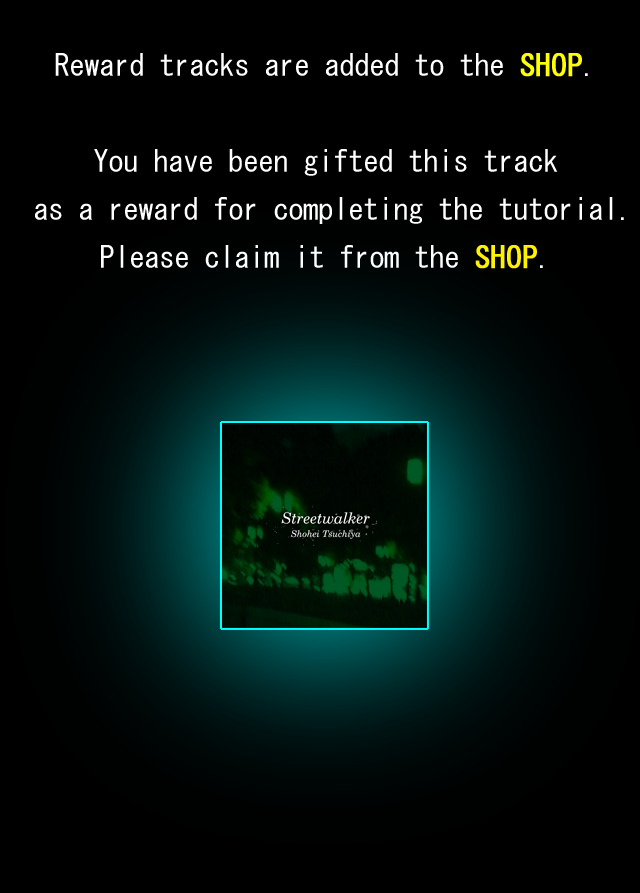 Reward tracks are added to the SHOP.
You have been gifted this track
as a reward for completing the tutorial.
Please claim it from the SHOP.
Streetwalker
Shohei Tsuchiya